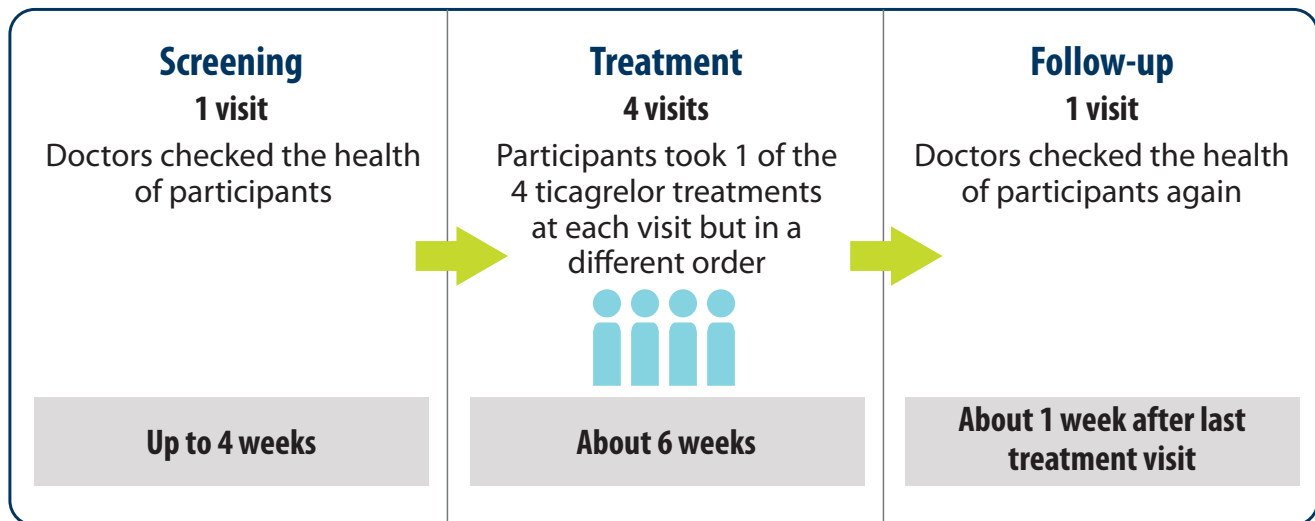 Screening
1 visit
Doctors checked the health
of participants
Up to 4 weeks
Treatment
4 visits
Participants took 1 of the
4 ticagrelor treatments
at each visit but in a
different order
About 6 weeks
Follow-up
1 visit
Doctors checked the health
of participants again
About 1 week after last
treatment visit